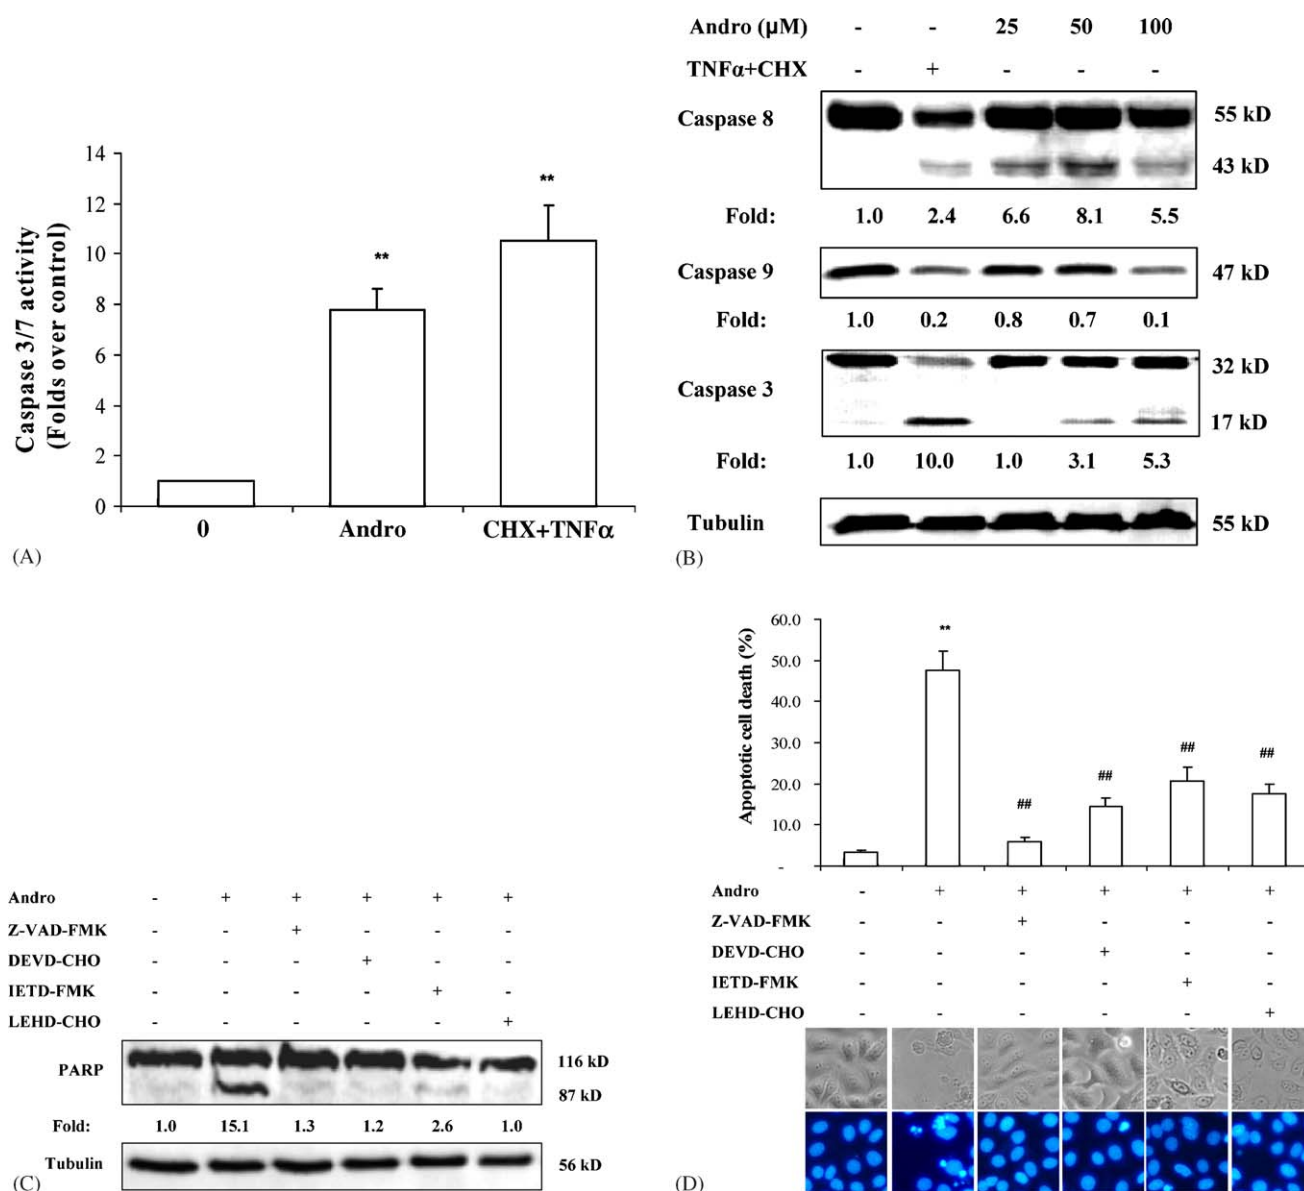 14
12
10
8
6
4
2
0
Caspase 3/7 activity
(Folds over control)
**
**
0 Andro CHX+TNFα
(A)
Andro (μM) - - 25 50 100
TNFα+CHX - + - - -
Caspase 8 55 kD
43 kD
Fold: 1.0 2.4 6.6 8.1 5.5
Caspase 9 47 kD
Fold: 1.0 0.2 0.8 0.7 0.1
32 kD
Caspase 3
17 kD
Fold: 1.0 10.0 1.0 3.1 5.3
Tubulin 55 kD
(B)
Andro - + + + + +
Z-VAD-FMK - - + - - -
DEVD-CHO - - - + - -
IETD-FMK - - - - + -
LEHD-CHO - - - - - +
PARP 116 kD
87 kD
Fold: 1.0 15.1 1.3 1.2 2.6 1.0
Tubulin 56 kD
(C)
Apoptotic cell death (%)
60.0
50.0
40.0
30.0
20.0
10.0
-
**
##
##
##
##
Andro - + + + + +
Z-VAD-FMK - - + - - -
DEVD-CHO - - - + - -
IETD-FMK - - - - + -
LEHD-CHO - - - - - +
(D)